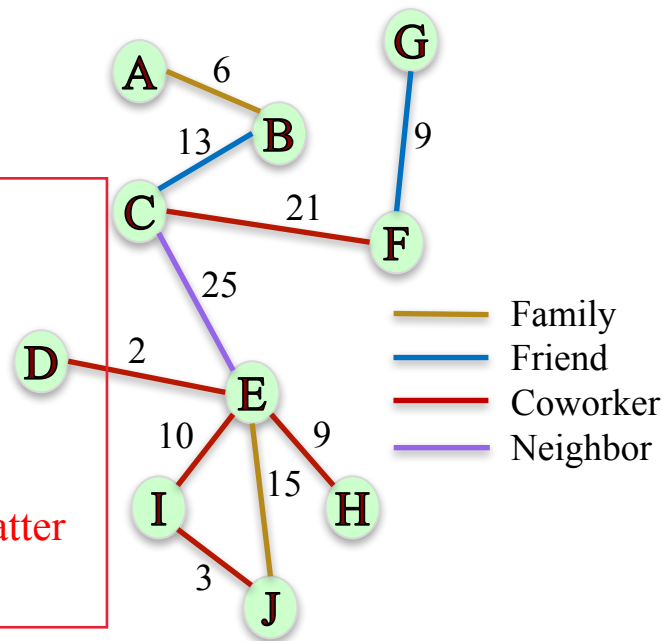 G
A
6
B
13
9
C
21
F
25
Family
Friend
D
2
E
Coworker
10
9
Neighbor
15
I
H
atter
3
J